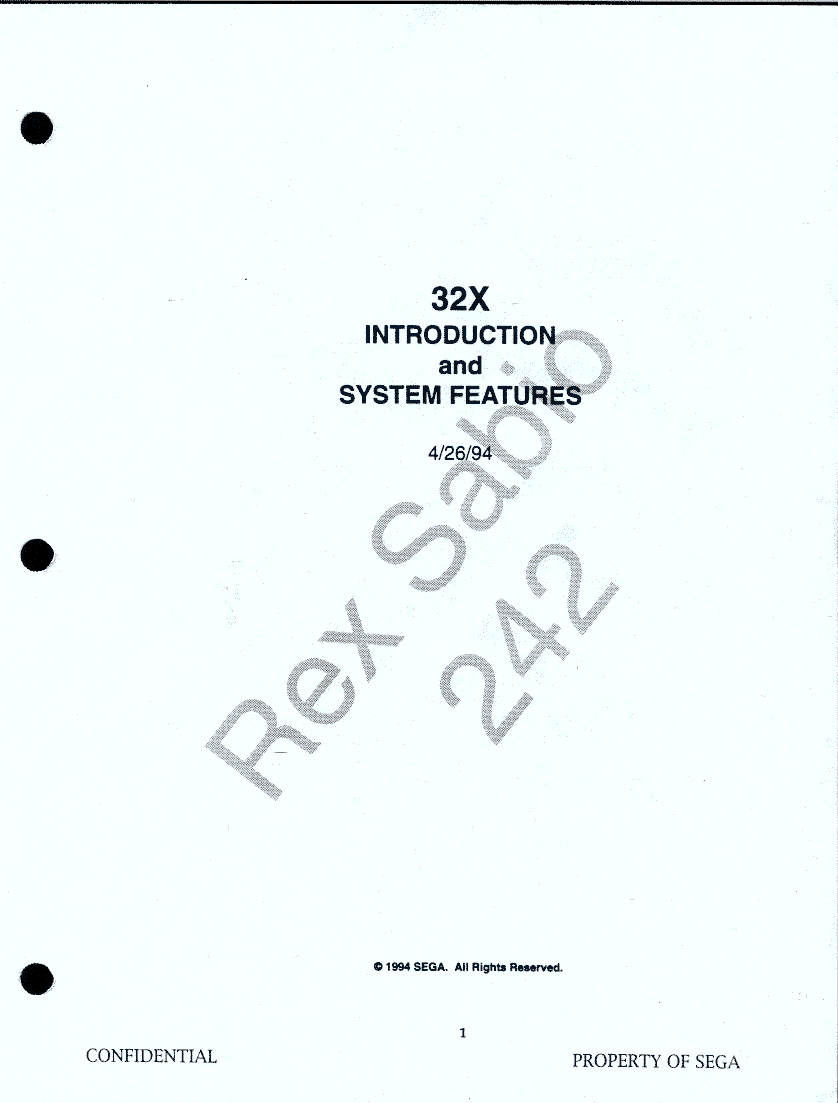 32X
INTRODUCTION
and
SYSTEM FEATURES
4/26/94
Rex Sabio
242
© 1994 SEGA. All Rights Reserved.
1
CONFIDENTIAL
PROPERTY OF SEGA